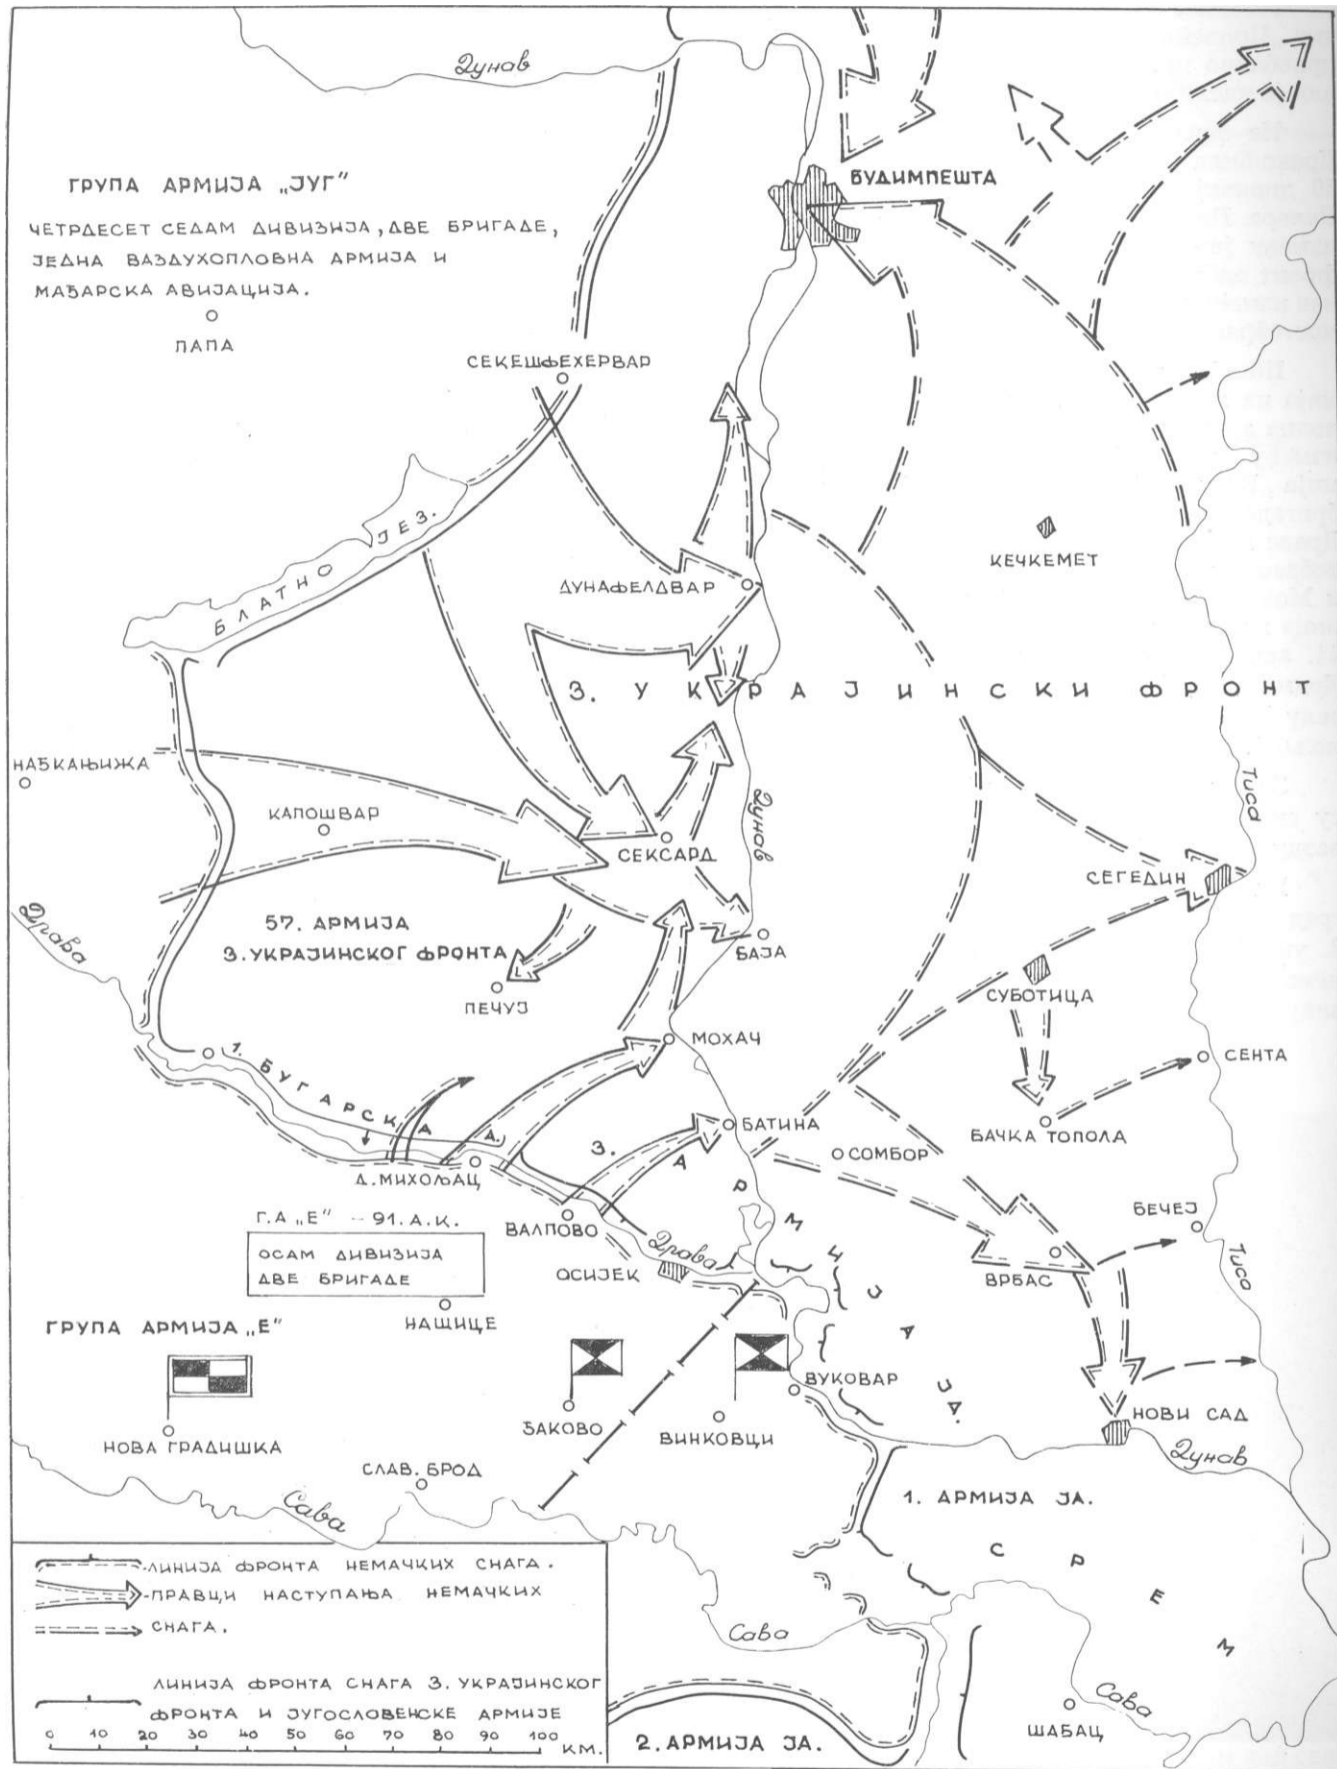 Дунав
ГРУПА АРМИЈА „ЈУГ"
ЧЕТРДЕСЕТ СЕДАМ ДИВИЗИЈА, ДВЕ БРИГАДЕ,
ЈЕДНА ВАЗДУХОПЛОВНА АРМИЈА И
МАЂАРСКА АВИЈАЦИЈА.
ПАПА
БУДИМПЕШТА
СЕКЕШФЕХЕРВАР
БЛАТНО ЈЕЗ.
КЕЧКЕМЕТ
ДУНАФЕЛДВАР
3. УКРАЈИНСКИ ФРОНТ
НАЂКАЊИЖА
КАПОШВАР
СЕКСАРД
Дунав
Тиса
СЕГЕДИН
Драва
57. АРМИЈА
3. УКРАЈИНСКОГ ФРОНТА
БАЈА
ПЕЧУЈ
СУБОТИЦА
МОХАЧ
СЕНТА
1. БУГАРСКА А.
БАТИНА
БАЧКА ТОПОЛА
СОМБОР
Д. МИХОЉАЦ
3. АРМИЈА ЈА.
Г.А „Е" - 91. А.К.
ОСАМ ДИВИЗИЈА
ДВЕ БРИГАДЕ
ВАЛПОВО
БЕЧЕЈ
Драва
Тиса
ОСИЈЕК
ВРБАС
НАШИЦЕ
ГРУПА АРМИЈА „Е"
ВУКОВАР
НОВИ САД
НОВА ГРАДИШКА
ЂАКОВО
ВИНКОВЦИ
Дунав
СЛАВ. БРОД
Сава
1. АРМИЈА ЈА.
СРЕМ
Сава
Сава
ШАБАЦ
2. АРМИЈА ЈА.
-ЛИНИЈА ФРОНТА НЕМАЧКИХ СНАГА.
-ПРАВЦИ НАСТУПАЊА НЕМАЧКИХ
СНАГА.
ЛИНИЈА ФРОНТА СНАГА 3. УКРАЈИНСКОГ
ФРОНТА И ЈУГОСЛОВЕНСКЕ АРМИЈЕ
0 10 20 30 40 50 60 70 80 90 100 КМ.